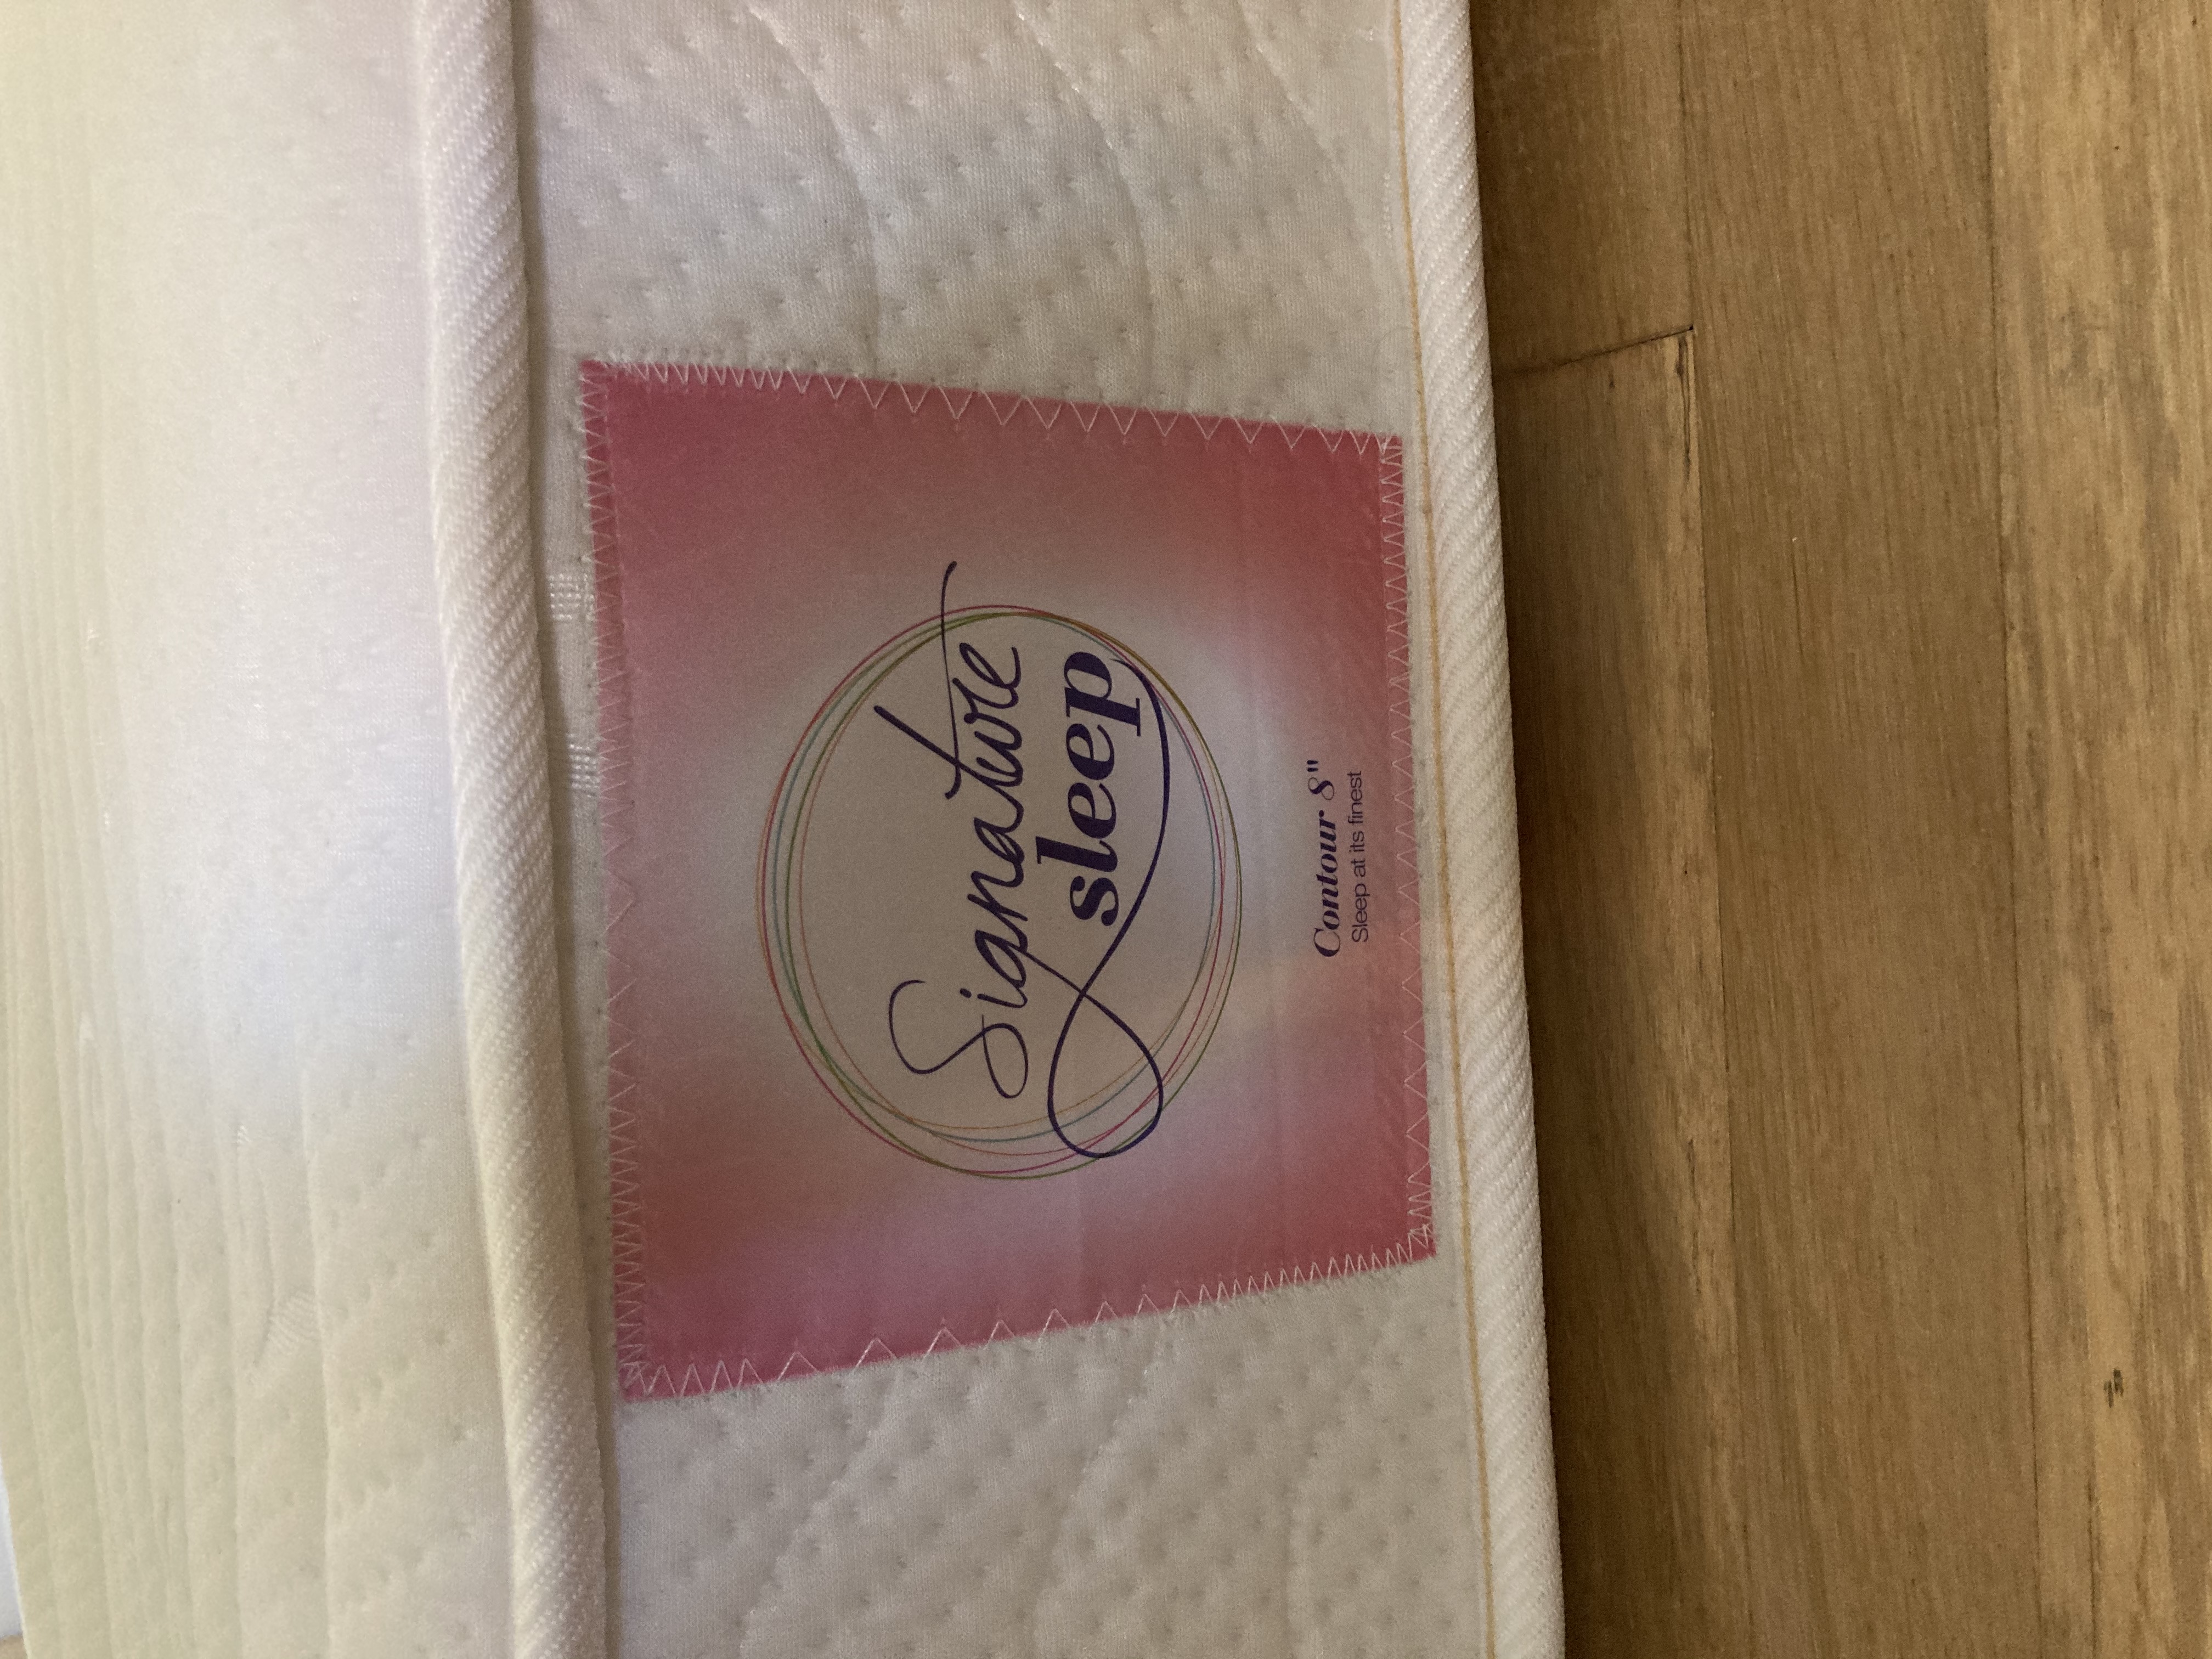 Signature
sleep
Contour 8"
Sleep at its finest